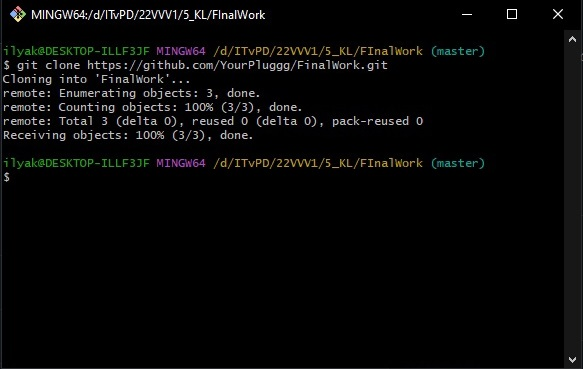 MINGW64:/d/ITvPD/22VVV1/5_KL/FInalWork
ilyak@DESKTOP-ILLF3JF MINGW64 /d/ITvPD/22VVV1/5_KL/FInalWork (master)
$ git clone https://github.com/YourPluggg/FinalWork.git
Cloning into 'FinalWork'...
remote: Enumerating objects: 3, done.
remote: Counting objects: 100% (3/3), done.
remote: Total 3 (delta 0), reused 0 (delta 0), pack-reused 0
Receiving objects: 100% (3/3), done.
ilyak@DESKTOP-ILLF3JF MINGW64 /d/ITvPD/22VVV1/5_KL/FInalWork (master)
$